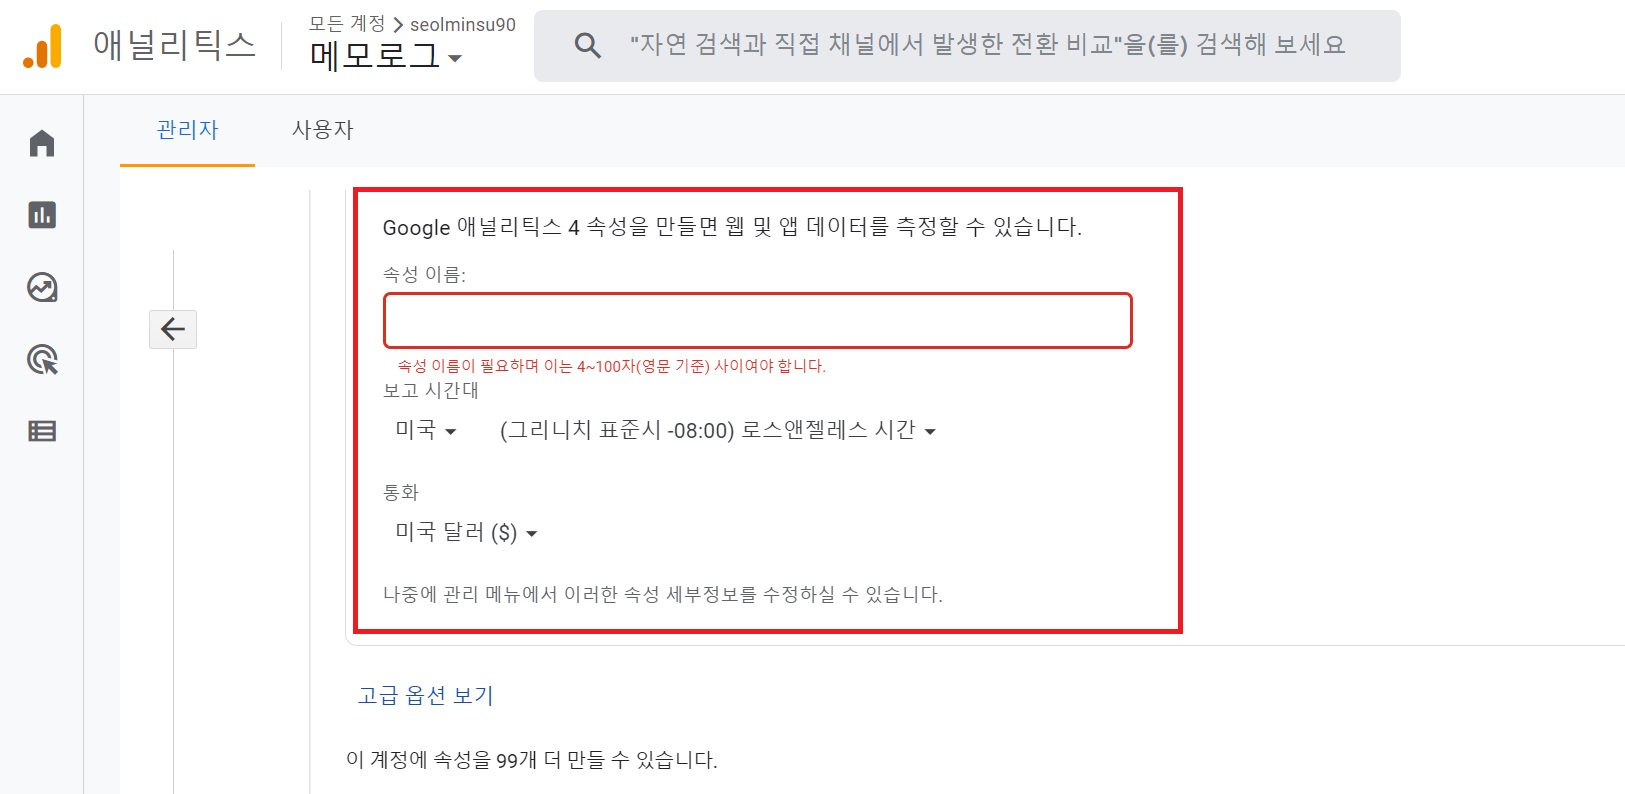 애널리틱스
모든 계정 > seolminsu90
메모로그
"자연 검색과 직접 채널에서 발생한 전환 비교"을(를) 검색해 보세요
관리자
사용자
Google 애널리틱스 4 속성을 만들면 웹 및 앱 데이터를 측정할 수 있습니다.
속성 이름:
속성 이름이 필요하며 이는 4~100자(영문 기준) 사이여야 합니다.
보고 시간대
미국 (그리니치 표준시 -08:00) 로스앤젤레스 시간
통화
미국 달러 ($)
나중에 관리 메뉴에서 이러한 속성 세부정보를 수정하실 수 있습니다.
고급 옵션 보기
이 계정에 속성을 99개 더 만들 수 있습니다.